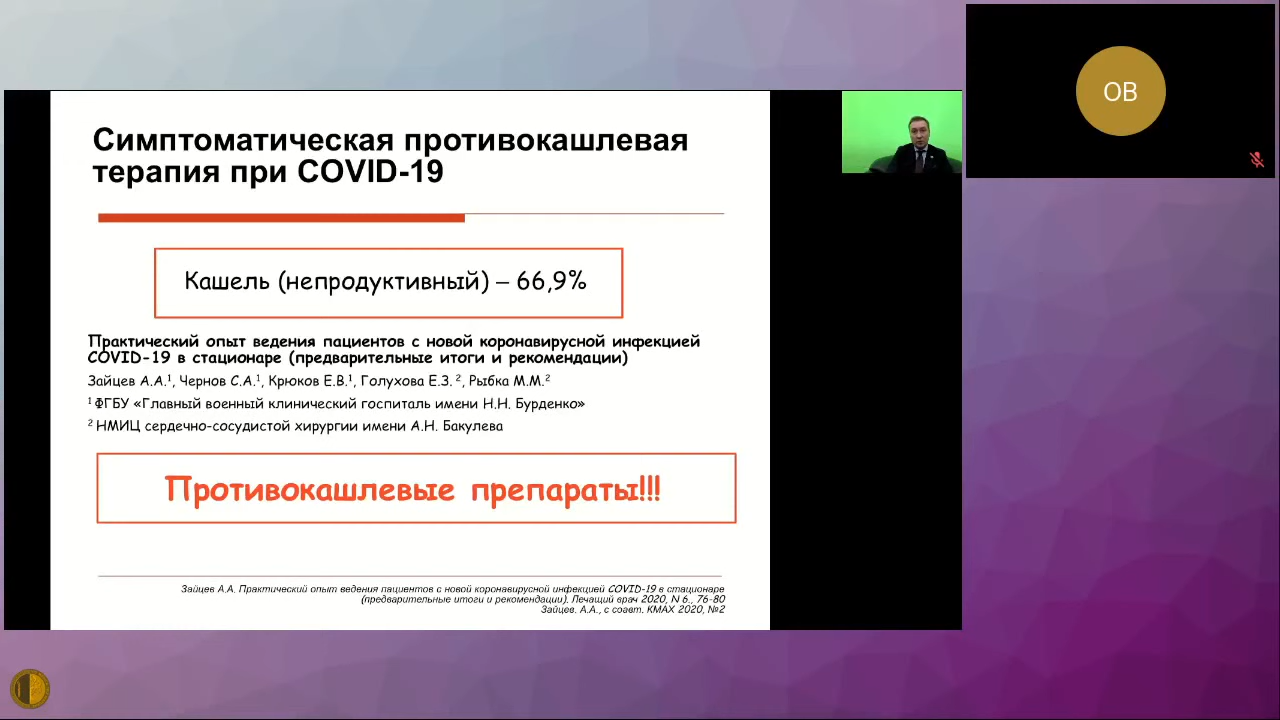 Симптоматическая противокашлевая
терапия при COVID-19
Кашель (непродуктивный) – 66,9%
Практический опыт ведения пациентов с новой коронавирусной инфекцией
COVID-19 в стационаре (предварительные итоги и рекомендации)
Зайцев А.А.¹, Чернов С.А.¹, Крюков Е.В.¹, Голухова Е.З. ², Рыбка М.М.²
¹ ФГБУ «Главный военный клинический госпиталь имени Н.Н. Бурденко»
² НМИЦ сердечно-сосудистой хирургии имени А.Н. Бакулева
Противокашлевые препараты!!!
Зайцев А.А. Практический опыт ведения пациентов с новой коронавирусной инфекцией COVID-19 в стационаре
(предварительные итоги и рекомендации). Лечащий врач 2020, N 6., 76-80
Зайцев. А.А., с соавт. КМАХ 2020, №2
ОВ